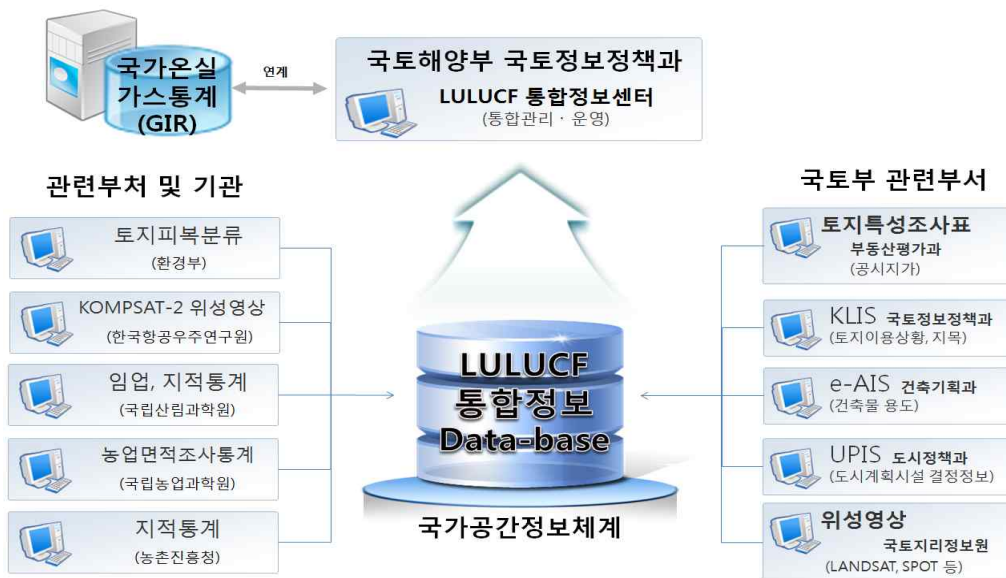 국가온실
가스통계
(GIR)
연계
국토해양부 국토정보정책과
LULUCF 통합정보센터
(통합관리 · 운영)
관련부처 및 기관
토지피복분류
(환경부)
KOMPSAT-2 위성영상
(한국항공우주연구원)
임업, 지적통계
(국립산림과학원)
농업면적조사통계
(국립농업과학원)
지적통계
(농촌진흥청)
LULUCF
통합정보
Data-base
국가공간정보체계
국토부 관련부서
토지특성조사표
부동산평가과
(공시지가)
KLIS 국토정보정책과
(토지이용상황, 지목)
e-AIS 건축기획과
(건축물 용도)
UPIS 도시정책과
(도시계획시설 결정정보)
위성영상
국토지리정보원
(LANDSAT, SPOT 등)